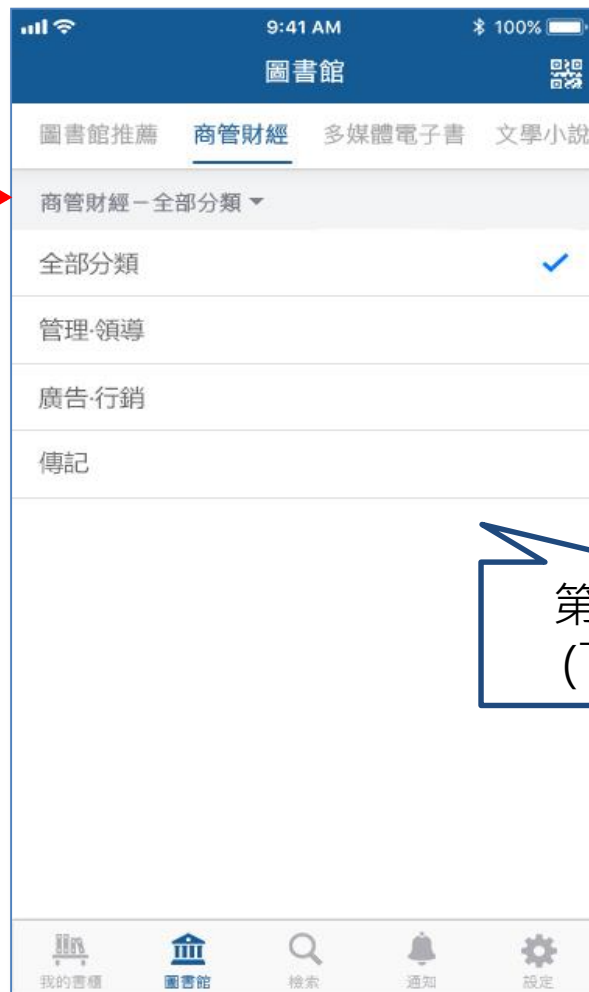 9:41 AM
100%
圖書館
圖書館推薦 商管財經 多媒體電子書 文學小說
商管財經－全部分類
全部分類
管理·領導
廣告·行銷
傳記
第
(
我的書櫃 圖書館 檢索 通知 設定